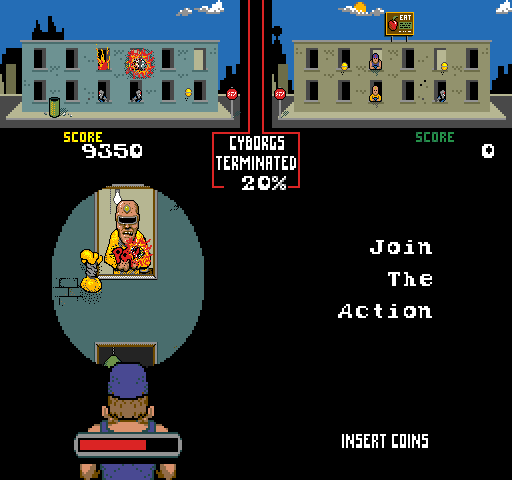 EAT
SCORE
9350
CYBORGS
TERMINATED
20%
SCORE
0
Join
The
Action
INSERT COINS